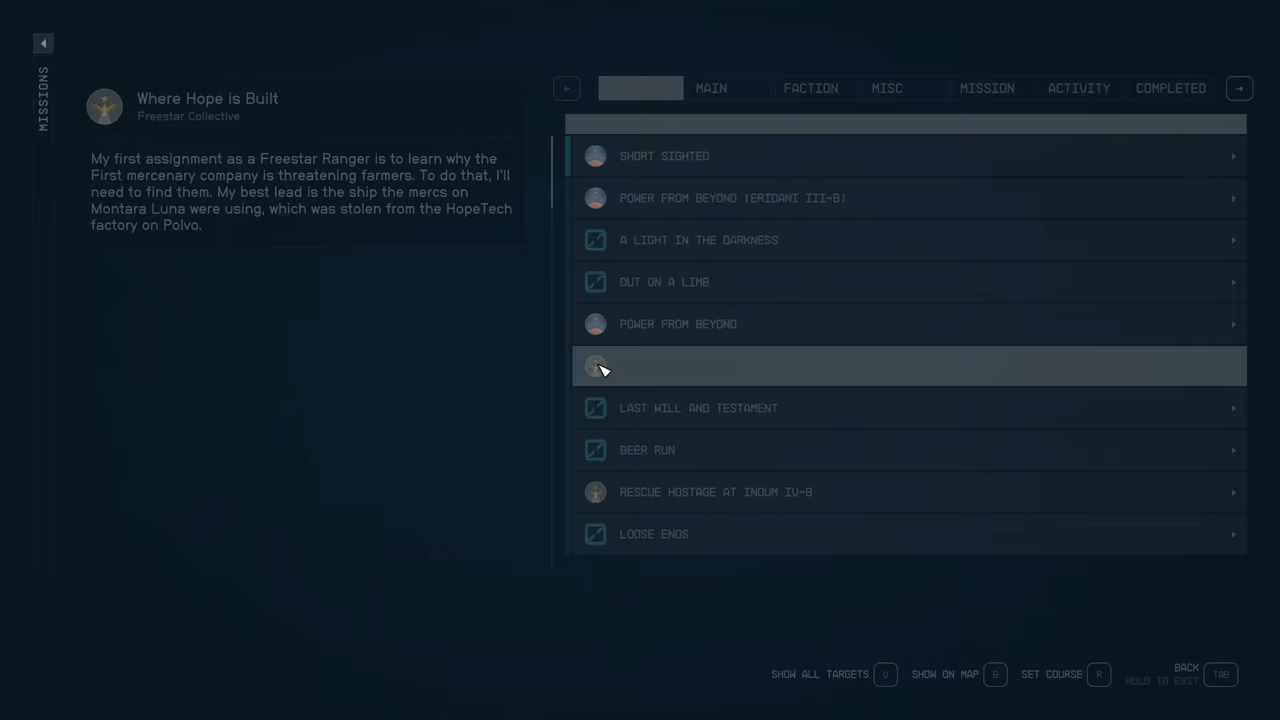 MISSIONS
Where Hope is Built
Freestar Collective
My first assignment as a Freestar Ranger is to learn why the
First mercenary company is threatening farmers. To do that, I'll
need to find them. My best lead is the ship the mercs on
Montara Luna were using, which was stolen from the HopeTech
factory on Polvo.
MAIN FACTION MISC MISSION ACTIVITY COMPLETED
SHORT SIGHTED
POWER FROM BEYOND (ERIDANI III-B)
A LIGHT IN THE DARKNESS
OUT ON A LIMB
POWER FROM BEYOND
LAST WILL AND TESTAMENT
BEER RUN
RESCUE HOSTAGE AT INDUM IV-B
LOOSE ENDS
SHOW ALL TARGETS V SHOW ON MAP B SET COURSE R BACK TAB
HOLD TO EXIT